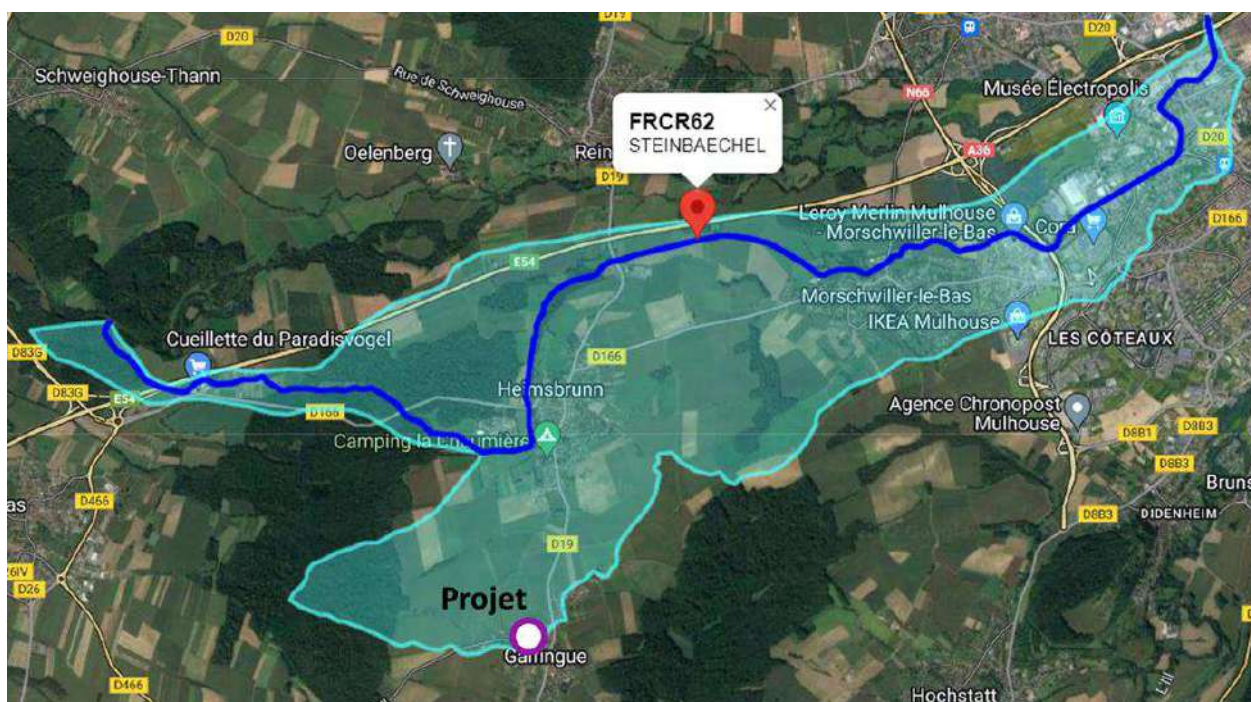 D19
D20
D20
Schweighouse-Thann
Rue de Schweighouse
N66
Musée Électropolis
×
FRCR62
STEINBAECHEL
Oelenberg
Rein
D19
A36
D20
Leroy Merlin Mulhouse
- Morschwiller-le-Bas
Cora
D166
E54
Morschwiller-le-Bas
IKEA Mulhouse
LES CÔTEAUX
Cueillette du Paradisvogel
D83G
D83G
E54
D166
D166
Heimsbrunn
Camping la Chaumière
Agence Chronopost
Mulhouse
D8B1
D8B3
D8B3
Bruns
D466
as
D8B3
DIDENHEIM
D19
26IV
D26
Projet
Galfingue
D466
Hochstatt
L'Ill